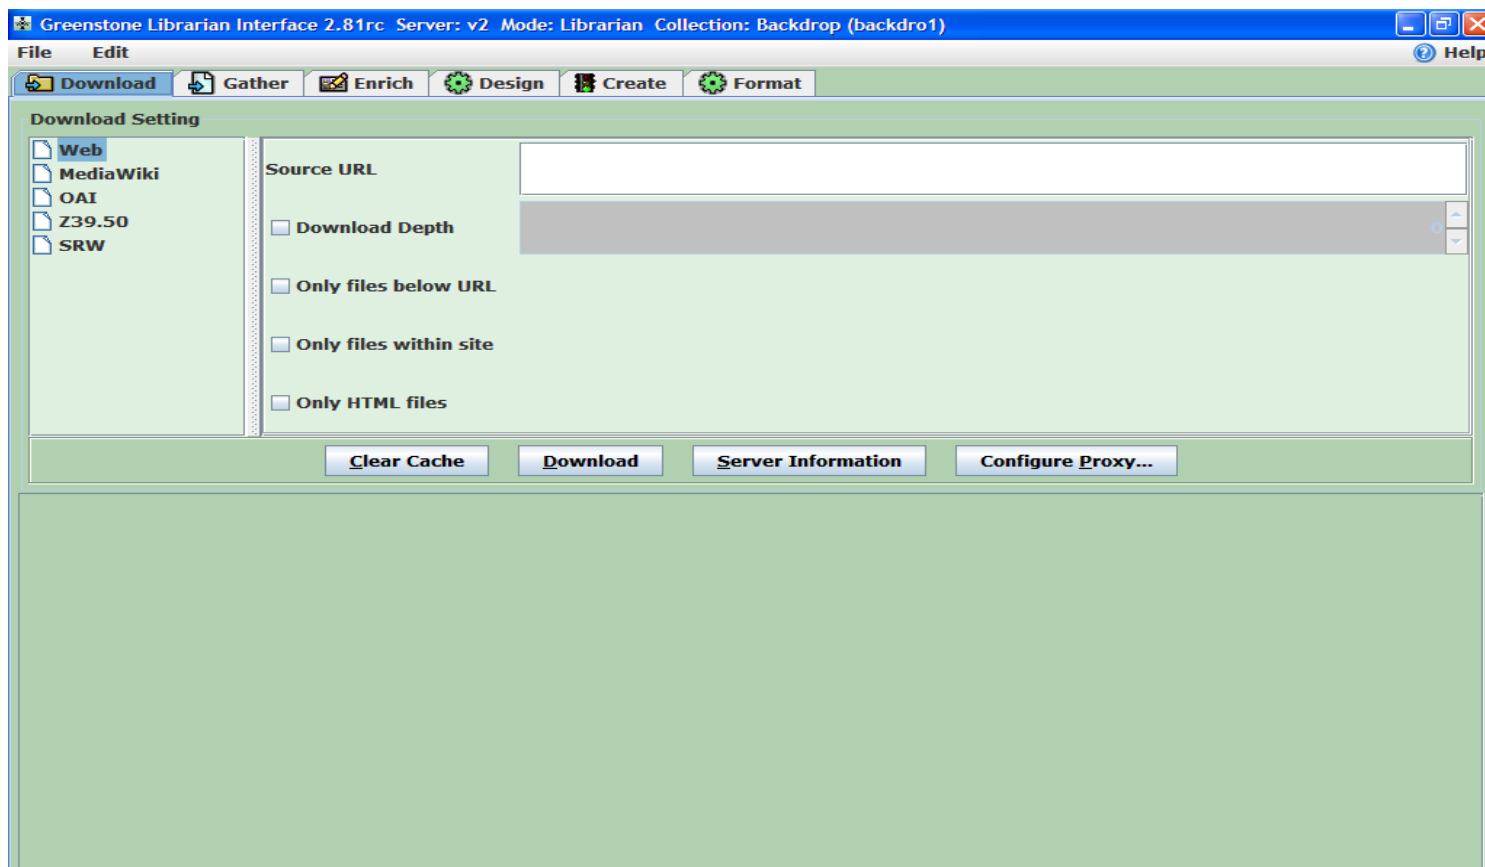 Greenstone Librarian Interface 2.81rc Server: v2 Mode: Librarian Collection: Backdrop (backdro1)
File Edit Help
Download Gather Enrich Design Create Format
Download Setting
Web
MediaWiki
OAI
Z39.50
SRW
Source URL
Download Depth 0
Only files below URL
Only files within site
Only HTML files
Clear Cache Download Server Information Configure Proxy...